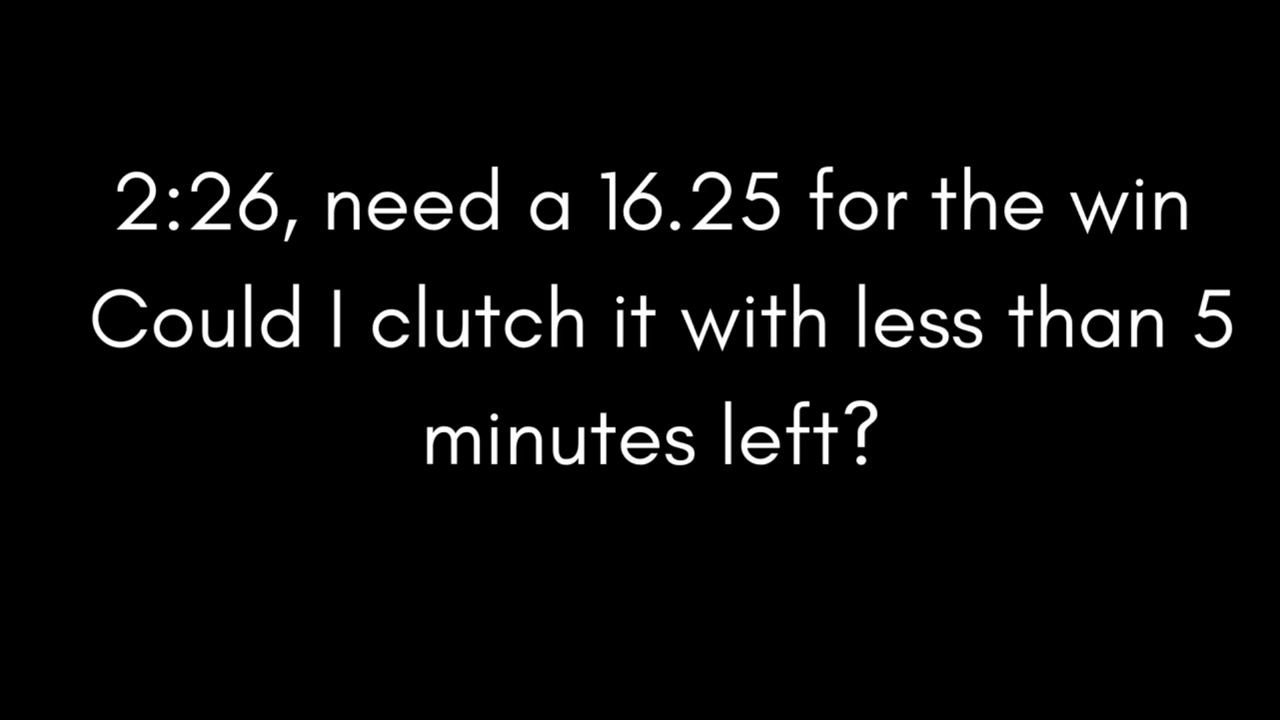 2:26, need a 16.25 for the win
Could I clutch it with less than 5
minutes left?